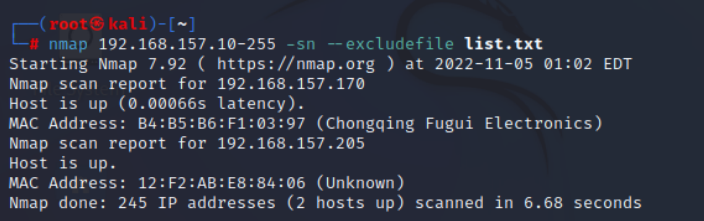 ┌──(root㉿kali)-[~]
└─# nmap 192.168.157.10-255 -sn --excludefile list.txt
Starting Nmap 7.92 ( https://nmap.org ) at 2022-11-05 01:02 EDT
Nmap scan report for 192.168.157.170
Host is up (0.00066s latency).
MAC Address: B4:B5:B6:F1:03:97 (Chongqing Fugui Electronics)
Nmap scan report for 192.168.157.205
Host is up.
MAC Address: 12:F2:AB:E8:84:06 (Unknown)
Nmap done: 245 IP addresses (2 hosts up) scanned in 6.68 seconds